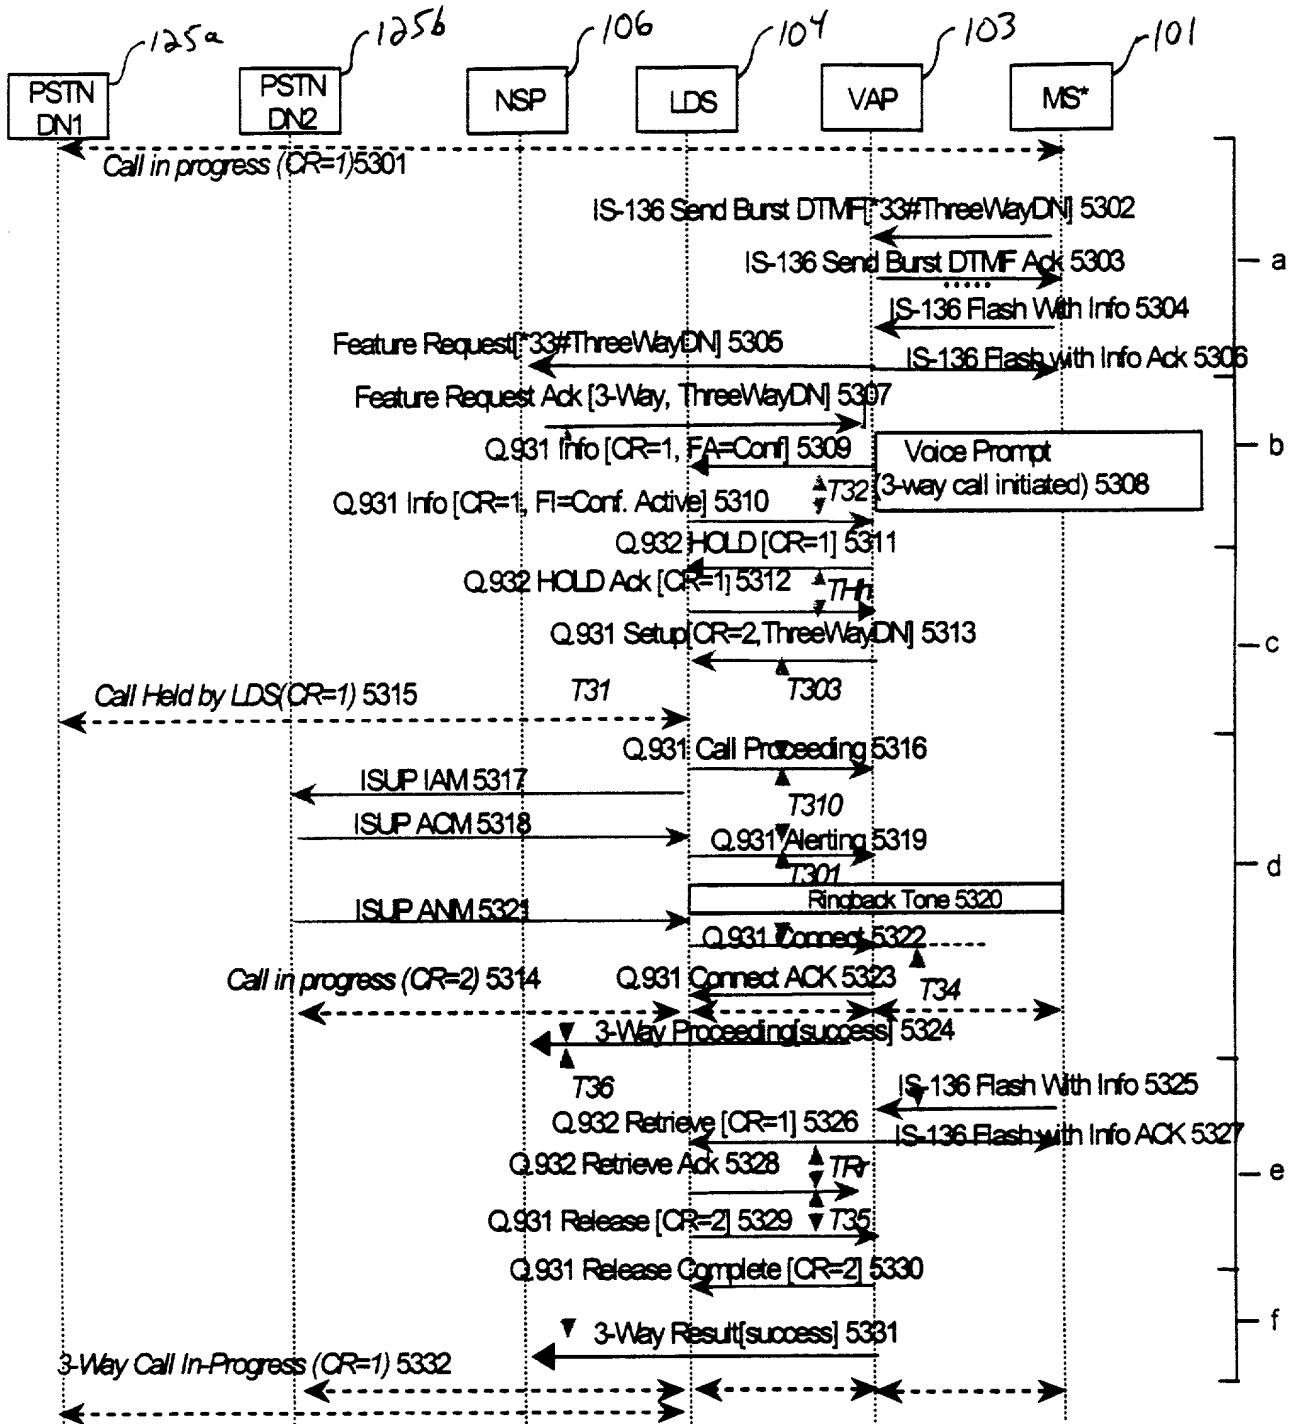 125a 125b 106 104 103 101
PSTN DN1
PSTN DN2
NSP
LDS
VAP
MS*
Call in progress (CR=1)5301
IS-136 Send Burst DTMF[*33#ThreeWayDN] 5302
IS-136 Send Burst DTMF Ack 5303
a
IS-136 Flash With Info 5304
Feature Request[*33#ThreeWayDN] 5305
IS-136 Flash with Info Ack 5306
Feature Request Ack [3-Way, ThreeWayDN] 5307
Q.931 Info [CR=1, FA=Conf] 5309
Voice Prompt
(3-way call initiated) 5308
b
T32
Q.931 Info [CR=1, FI=Conf. Active] 5310
Q.932 HOLD [CR=1] 5311
Q.932 HOLD Ack [CR=1] 5312
THh
Q.931 Setup[CR=2,ThreeWayDN] 5313
c
Call Held by LDS(CR=1) 5315
T31
T303
Q.931 Call Proceeding 5316
ISUP IAM 5317
T310
ISUP ACM 5318
Q.931 Alerting 5319
d
T301
Ringback Tone 5320
ISUP ANM 5321
Q.931 Connect 5322
Call in progress (CR=2) 5314
Q.931 Connect ACK 5323
T34
3-Way Proceeding[success] 5324
T36
IS-136 Flash With Info 5325
Q.932 Retrieve [CR=1] 5326
IS-136 Flash with Info ACK 5327
Q.932 Retrieve Ack 5328
TRr
e
Q.931 Release [CR=2] 5329
T35
Q.931 Release Complete [CR=2] 5330
f
3-Way Result[success] 5331
3-Way Call In-Progress (CR=1) 5332